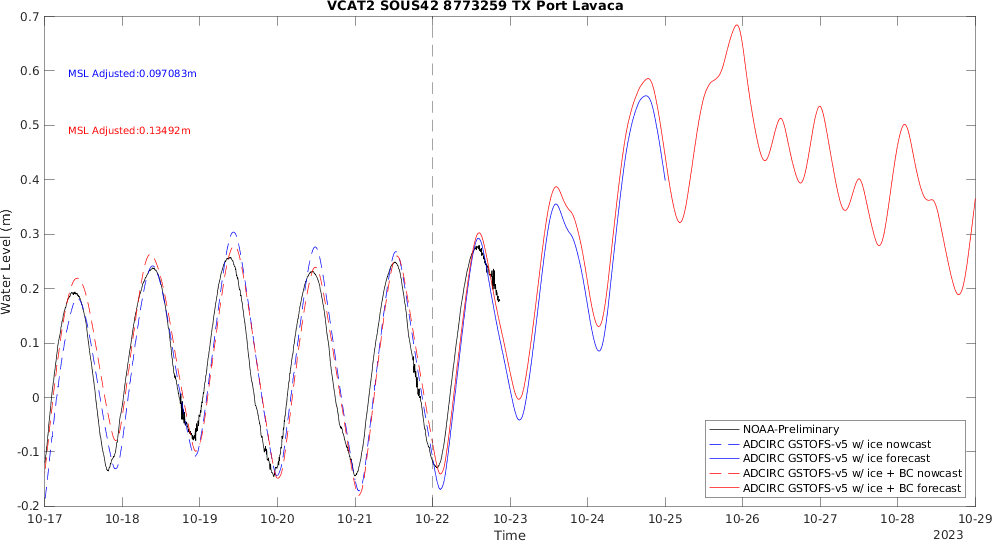 VCAT2 SOUS42 8773259 TX Port Lavaca
0.7
0.6
0.5
0.4
0.3
0.2
0.1
0
-0.1
-0.2
Water Level (m)
MSL Adjusted:0.097083m
MSL Adjusted:0.13492m
NOAA-Preliminary
ADCIRC GSTOFS-v5 w/ ice nowcast
ADCIRC GSTOFS-v5 w/ ice forecast
ADCIRC GSTOFS-v5 w/ ice + BC nowcast
ADCIRC GSTOFS-v5 w/ ice + BC forecast
10-17 10-18 10-19 10-20 10-21 10-22 10-23 10-24 10-25 10-26 10-27 10-28 10-29
Time
2023